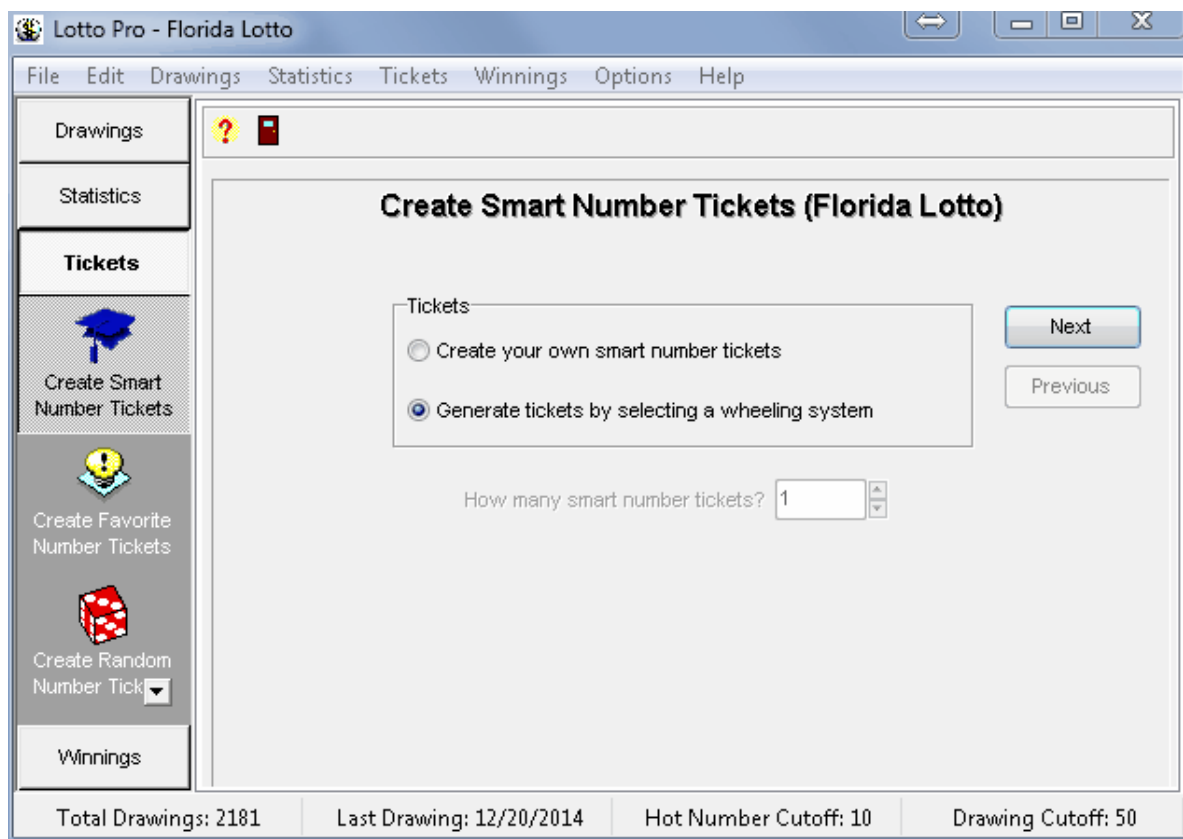 Lotto Pro - Florida Lotto
File Edit Drawings Statistics Tickets Winnings Options Help
Drawings
Statistics
Tickets
Create Smart
Number Tickets
Create Favorite
Number Tickets
Create Random
Number Tick
Winnings
Create Smart Number Tickets (Florida Lotto)
Tickets
Create your own smart number tickets
Generate tickets by selecting a wheeling system
How many smart number tickets? 1
Next
Previous
Total Drawings: 2181 Last Drawing: 12/20/2014 Hot Number Cutoff: 10 Drawing Cutoff: 50